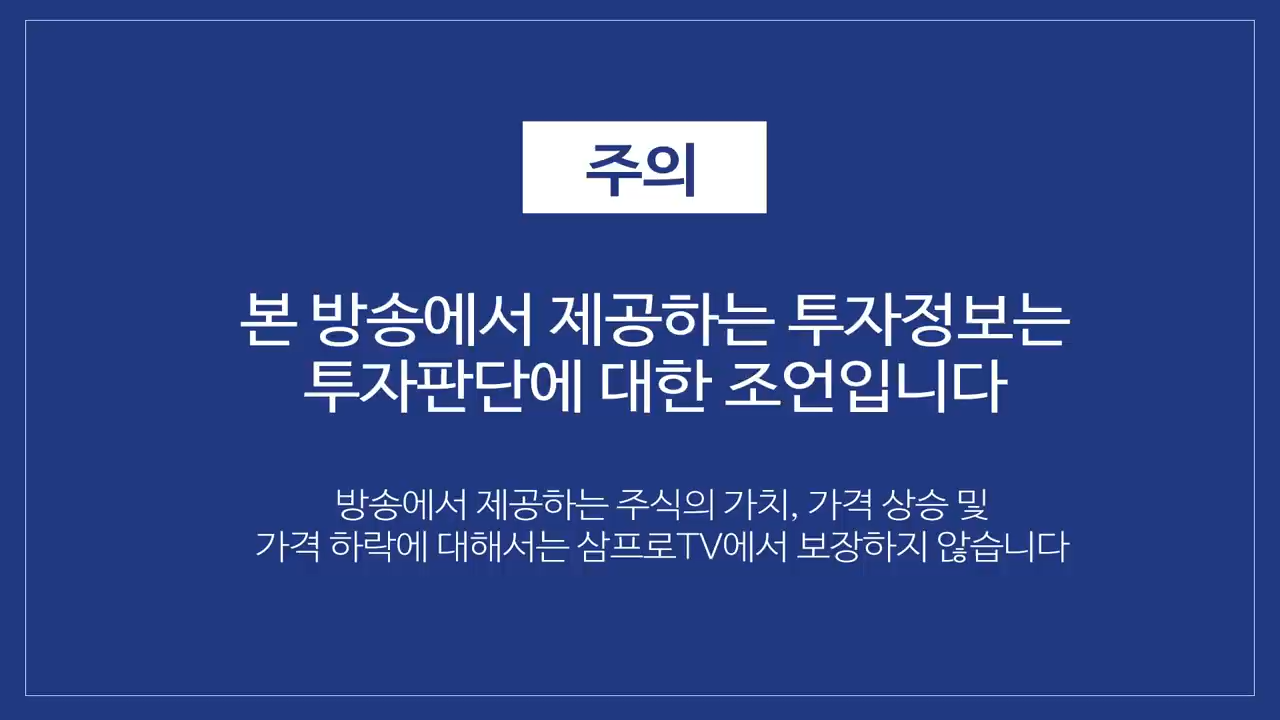 주의
본 방송에서 제공하는 투자정보는
투자판단에 대한 조언입니다
방송에서 제공하는 주식의 가치, 가격 상승 및
가격 하락에 대해서는 삼프로TV에서 보장하지 않습니다